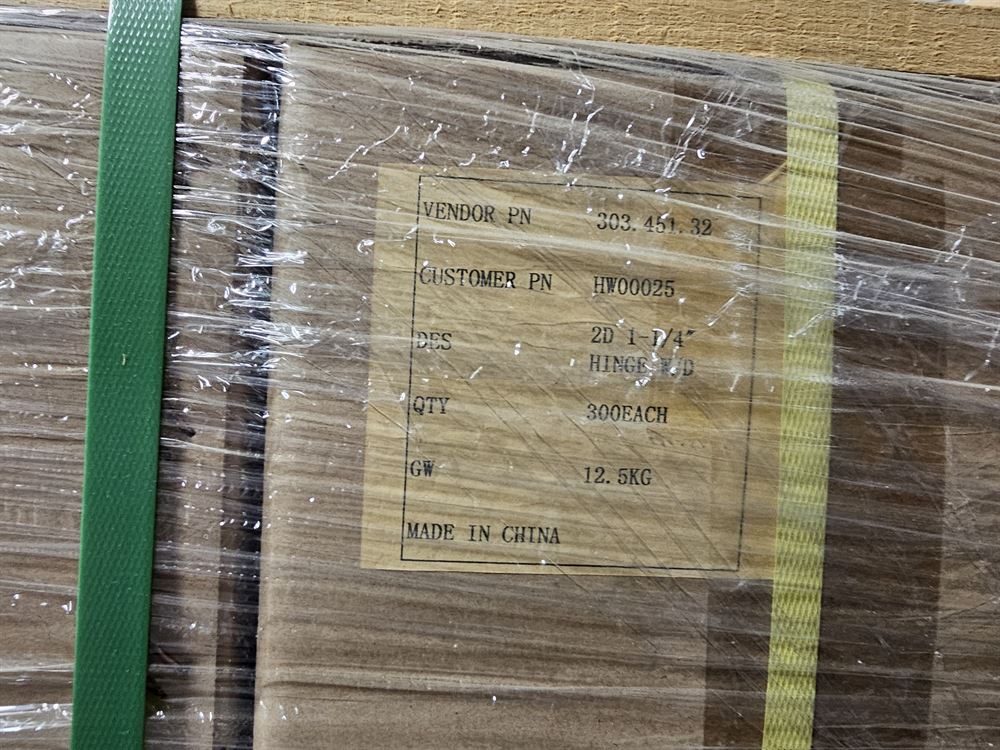 VENDOR PN 303.451.32
CUSTOMER PN HW00025
DES 2D 1-1/4″
HINGE W/D
QTY 300EACH
GW 12.5KG
MADE IN CHINA